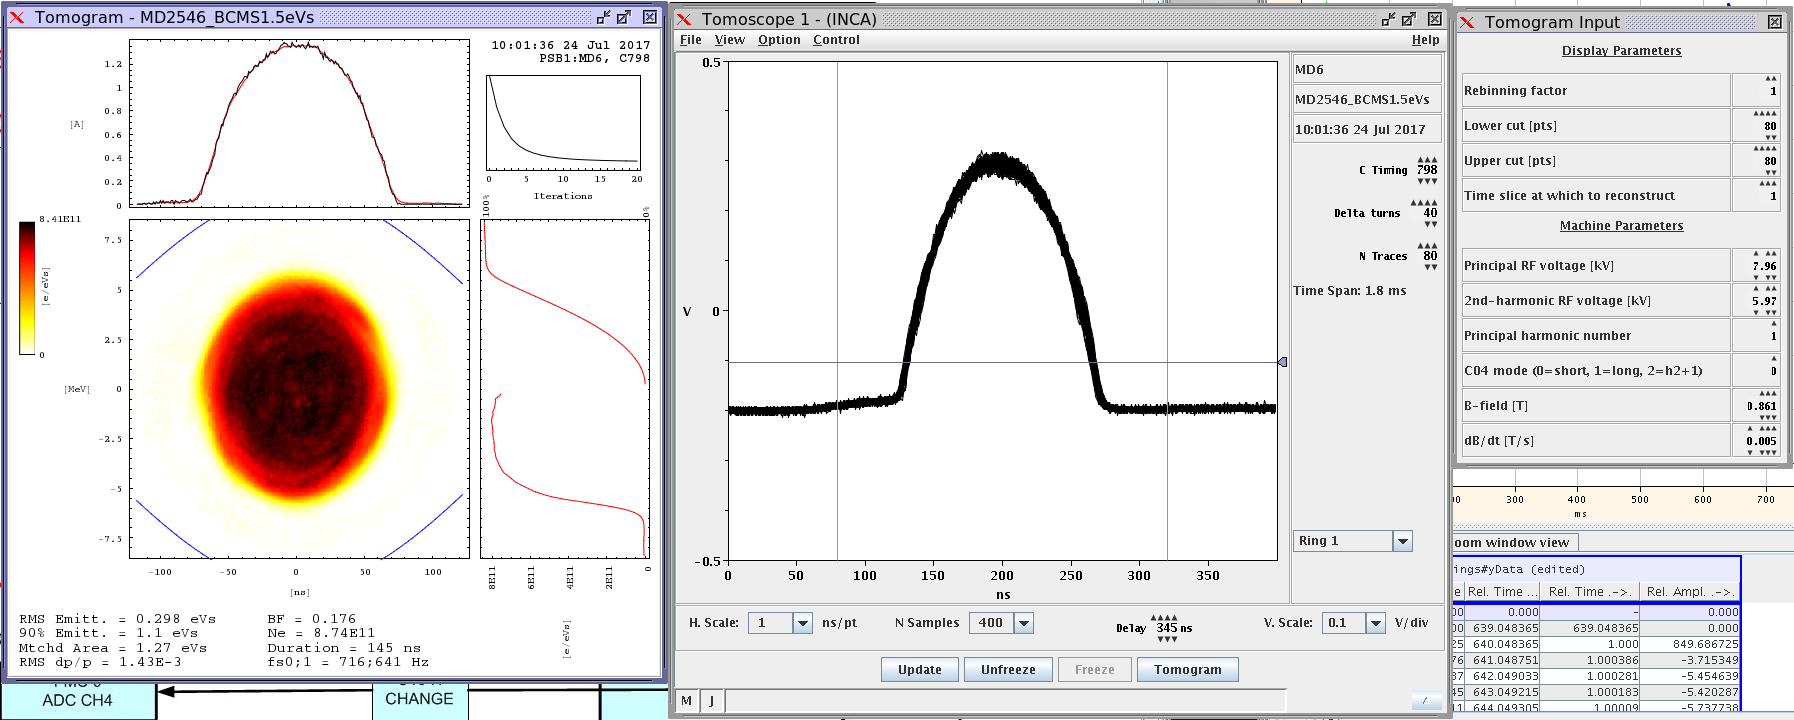 Tomogram - MD2546_BCMS1.5eVs
10:01:36 24 Jul 2017
PSB1:MD6, C798
1.2
1
0.8
0.6
0.4
0.2
0
[A]
0 5 10 15 20
Iterations
100%
0%
8.41E11
0
[e/eVs]
7.5
5
2.5
0
-2.5
-5
-7.5
[MeV]
-100 -50 0 50 100
[ns]
8E11
6E11
4E11
2E11
0
[e/eVs]
RMS Emitt. = 0.298 eVs
90% Emitt. = 1.1 eVs
Mtchd Area = 1.27 eVs
RMS dp/p = 1.43E-3
BF = 0.176
Ne = 8.74E11
Duration = 145 ns
fs0;1 = 716;641 Hz
ADC CH4
CHANGE
Tomoscope 1 - (INCA)
File View Option Control Help
0.5
V 0
-0.5
0 50 100 150 200 250 300 350
ns
MD6
MD2546_BCMS1.5eVs
10:01:36 24 Jul 2017
C Timing 798
Delta turns 40
N Traces 80
Time Span: 1.8 ms
Ring 1
H. Scale: 1 ns/pt
N Samples 400
Delay 345 ns
V. Scale: 0.1 V/div
Update Unfreeze Freeze Tomogram
M J
Tomogram Input
Display Parameters
Rebinning factor 1
Lower cut [pts] 80
Upper cut [pts] 80
Time slice at which to reconstruct 1
Machine Parameters
Principal RF voltage [kV] 7.96
2nd-harmonic RF voltage [kV] 5.97
Principal harmonic number 1
C04 mode (0=short, 1=long, 2=h2+1) 0
B-field [T] 0.861
dB/dt [T/s] 0.005
300 400 500 600 700
ms
oom window view
ings#yData (edited)
e Rel. Time ... Rel. Time .->. Rel. Ampl. .->.
00 0.000 - 0.000
00 639.048365 639.048365 0.000
25 640.048365 1.000 849.686725
76 641.048751 1.000386 -3.715349
87 642.049033 1.000281 -5.454639
45 643.049215 1.000183 -5.420287
11 644.049305 1.00009 -5.737738